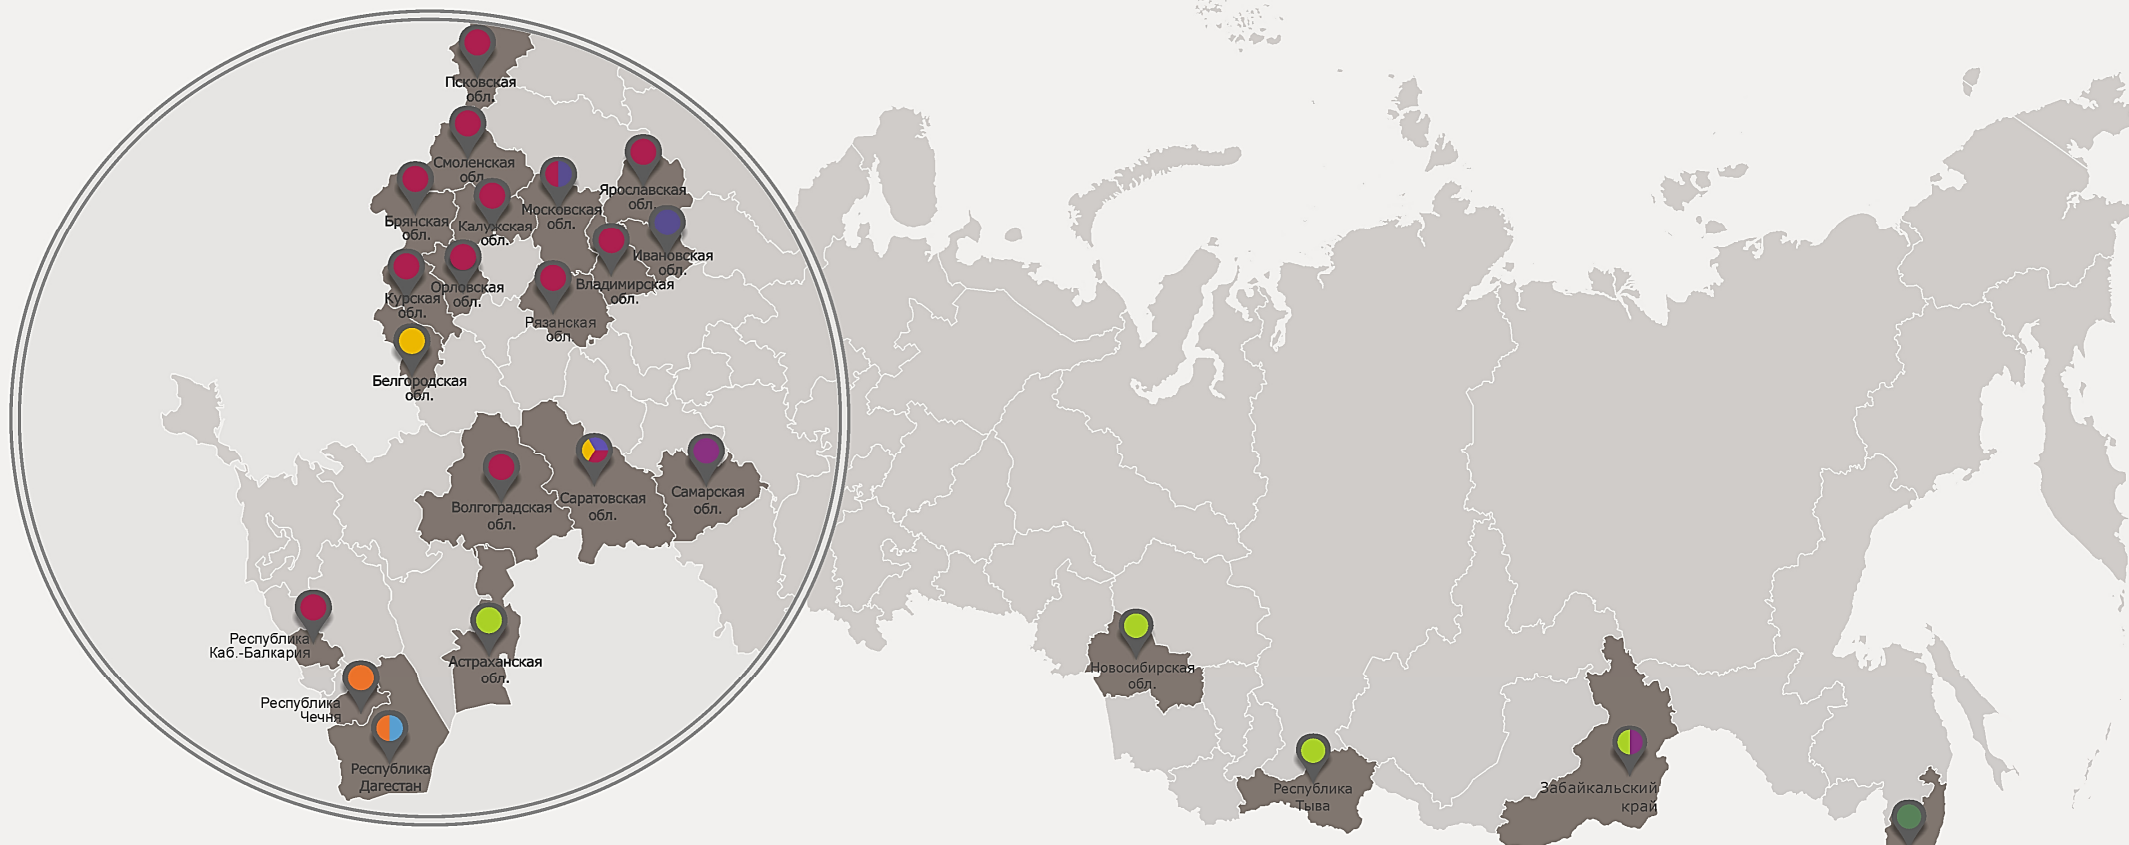 Псковская
обл.
Смоленская
обл.
Ярославская
обл.
Брянская
обл.
Калужская
обл.
Московская
обл.
Ивановская
обл.
Курская
обл.
Орловская
обл.
Владимирская
обл.
Рязанская
обл.
Белгородская
обл.
Волгоградская
обл.
Саратовская
обл.
Самарская
обл.
Республика
Каб.-Балкария
Астраханская
обл.
Республика
Чечня
Республика
Дагестан
Новосибирская
обл.
Республика
Тыва
Забайкальский
край